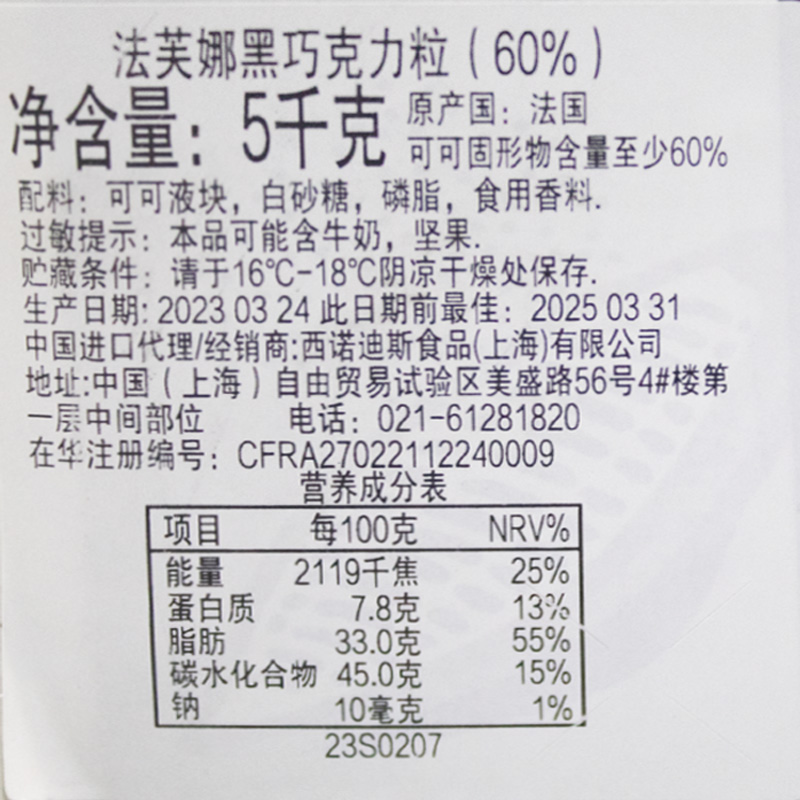 法芙娜黑巧克力粒（60%）
净含量：5千克 原产国：法国
可可固形物含量至少60%
配料：可可液块，白砂糖，磷脂，食用香料.
过敏提示：本品可能含牛奶，坚果.
贮藏条件：请于16℃-18℃阴凉干燥处保存.
生产日期:2023 03 24 此日期前最佳：2025 03 31
中国进口代理/经销商:西诺迪斯食品(上海)有限公司
地址:中国（上海）自由贸易试验区美盛路56号4#楼第
一层中间部位 电话：021-61281820
在华注册编号：CFRA27022112240009
营养成分表
项目 每100克 NRV%
能量 2119千焦 25%
蛋白质 7.8克 13%
脂肪 33.0克 55%
碳水化合物 45.0克 15%
钠 10毫克 1%
23S0207